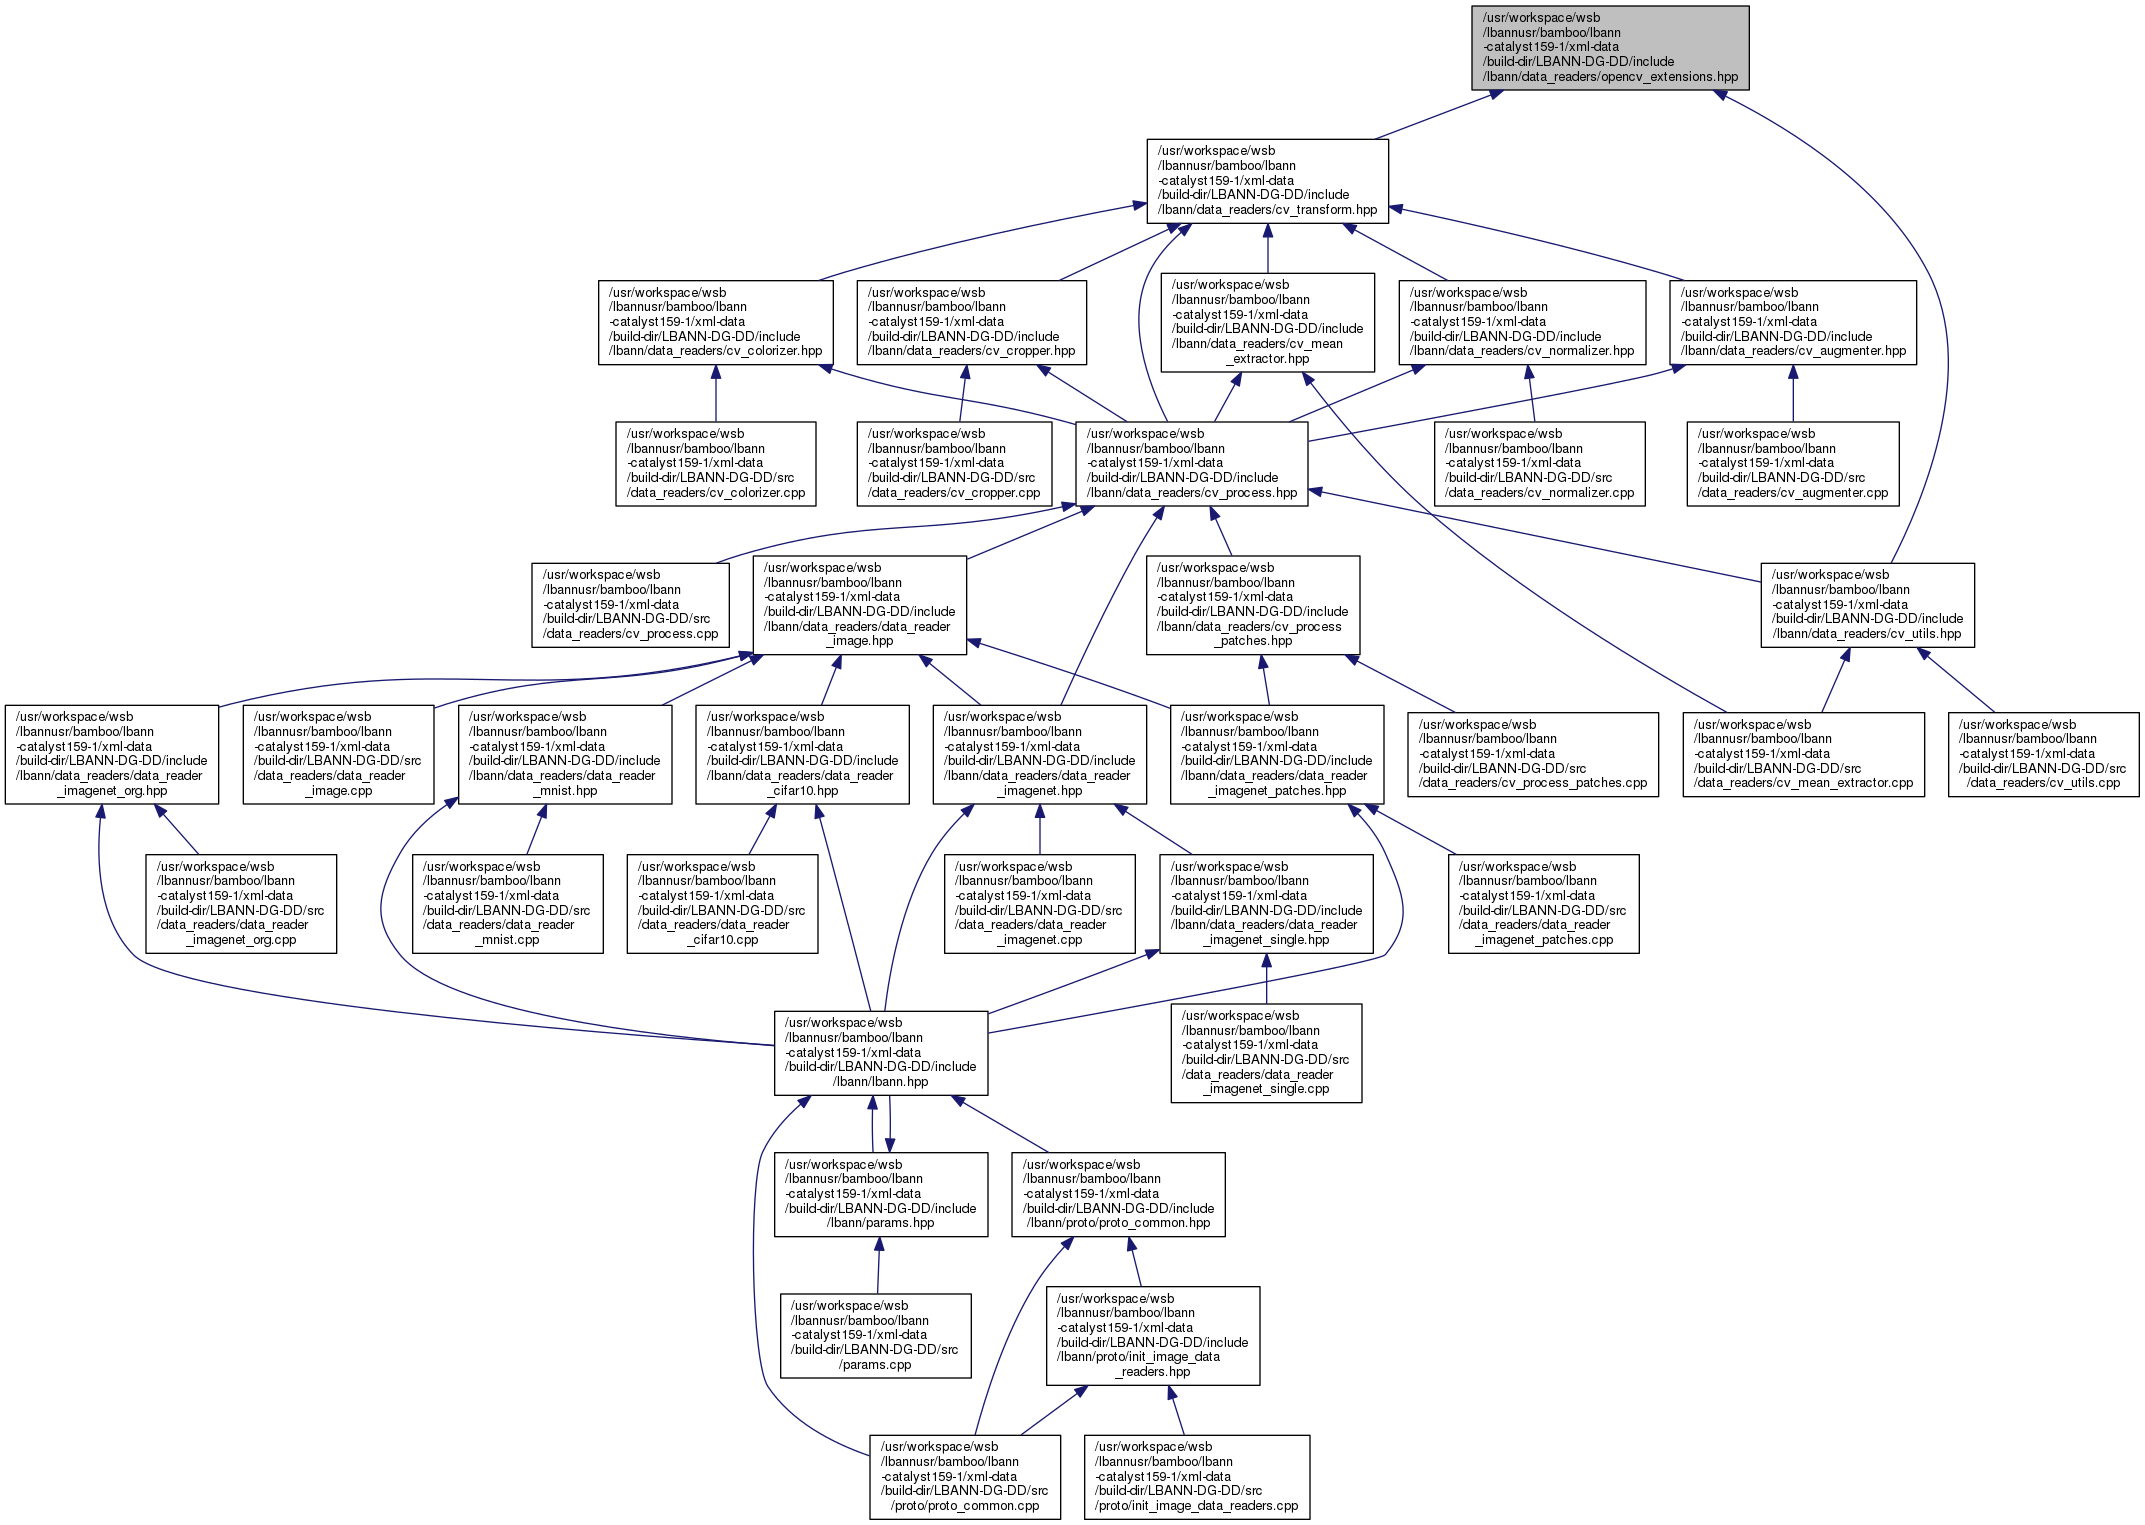 /usr/workspace/wsb
/lbannusr/bamboo/lbann
-catalyst159-1/xml-data
/build-dir/LBANN-DG-DD/include
/lbann/data_readers/opencv_extensions.hpp
/usr/workspace/wsb
/lbannusr/bamboo/lbann
-catalyst159-1/xml-data
/build-dir/LBANN-DG-DD/include
/lbann/data_readers/cv_transform.hpp
/usr/workspace/wsb
/lbannusr/bamboo/lbann
-catalyst159-1/xml-data
/build-dir/LBANN-DG-DD/include
/lbann/data_readers/cv_colorizer.hpp
/usr/workspace/wsb
/lbannusr/bamboo/lbann
-catalyst159-1/xml-data
/build-dir/LBANN-DG-DD/include
/lbann/data_readers/cv_cropper.hpp
/usr/workspace/wsb
/lbannusr/bamboo/lbann
-catalyst159-1/xml-data
/build-dir/LBANN-DG-DD/include
/lbann/data_readers/cv_mean
_extractor.hpp
/usr/workspace/wsb
/lbannusr/bamboo/lbann
-catalyst159-1/xml-data
/build-dir/LBANN-DG-DD/include
/lbann/data_readers/cv_normalizer.hpp
/usr/workspace/wsb
/lbannusr/bamboo/lbann
-catalyst159-1/xml-data
/build-dir/LBANN-DG-DD/include
/lbann/data_readers/cv_augmenter.hpp
/usr/workspace/wsb
/lbannusr/bamboo/lbann
-catalyst159-1/xml-data
/build-dir/LBANN-DG-DD/src
/data_readers/cv_colorizer.cpp
/usr/workspace/wsb
/lbannusr/bamboo/lbann
-catalyst159-1/xml-data
/build-dir/LBANN-DG-DD/src
/data_readers/cv_cropper.cpp
/usr/workspace/wsb
/lbannusr/bamboo/lbann
-catalyst159-1/xml-data
/build-dir/LBANN-DG-DD/include
/lbann/data_readers/cv_process.hpp
/usr/workspace/wsb
/lbannusr/bamboo/lbann
-catalyst159-1/xml-data
/build-dir/LBANN-DG-DD/src
/data_readers/cv_normalizer.cpp
/usr/workspace/wsb
/lbannusr/bamboo/lbann
-catalyst159-1/xml-data
/build-dir/LBANN-DG-DD/src
/data_readers/cv_augmenter.cpp
/usr/workspace/wsb
/lbannusr/bamboo/lbann
-catalyst159-1/xml-data
/build-dir/LBANN-DG-DD/src
/data_readers/cv_process.cpp
/usr/workspace/wsb
/lbannusr/bamboo/lbann
-catalyst159-1/xml-data
/build-dir/LBANN-DG-DD/include
/lbann/data_readers/data_reader
_image.hpp
/usr/workspace/wsb
/lbannusr/bamboo/lbann
-catalyst159-1/xml-data
/build-dir/LBANN-DG-DD/include
/lbann/data_readers/cv_process
_patches.hpp
/usr/workspace/wsb
/lbannusr/bamboo/lbann
-catalyst159-1/xml-data
/build-dir/LBANN-DG-DD/include
/lbann/data_readers/cv_utils.hpp
/usr/workspace/wsb
/lbannusr/bamboo/lbann
-catalyst159-1/xml-data
/build-dir/LBANN-DG-DD/include
/lbann/data_readers/data_reader
_imagenet_org.hpp
/usr/workspace/wsb
/lbannusr/bamboo/lbann
-catalyst159-1/xml-data
/build-dir/LBANN-DG-DD/src
/data_readers/data_reader
_image.cpp
/usr/workspace/wsb
/lbannusr/bamboo/lbann
-catalyst159-1/xml-data
/build-dir/LBANN-DG-DD/include
/lbann/data_readers/data_reader
_mnist.hpp
/usr/workspace/wsb
/lbannusr/bamboo/lbann
-catalyst159-1/xml-data
/build-dir/LBANN-DG-DD/include
/lbann/data_readers/data_reader
_cifar10.hpp
/usr/workspace/wsb
/lbannusr/bamboo/lbann
-catalyst159-1/xml-data
/build-dir/LBANN-DG-DD/include
/lbann/data_readers/data_reader
_imagenet.hpp
/usr/workspace/wsb
/lbannusr/bamboo/lbann
-catalyst159-1/xml-data
/build-dir/LBANN-DG-DD/include
/lbann/data_readers/data_reader
_imagenet_patches.hpp
/usr/workspace/wsb
/lbannusr/bamboo/lbann
-catalyst159-1/xml-data
/build-dir/LBANN-DG-DD/src
/data_readers/cv_process_patches.cpp
/usr/workspace/wsb
/lbannusr/bamboo/lbann
-catalyst159-1/xml-data
/build-dir/LBANN-DG-DD/src
/data_readers/cv_mean_extractor.cpp
/usr/workspace/wsb
/lbannusr/bamboo/lbann
-catalyst159-1/xml-data
/build-dir/LBANN-DG-DD/src
/data_readers/cv_utils.cpp
/usr/workspace/wsb
/lbannusr/bamboo/lbann
-catalyst159-1/xml-data
/build-dir/LBANN-DG-DD/src
/data_readers/data_reader
_imagenet_org.cpp
/usr/workspace/wsb
/lbannusr/bamboo/lbann
-catalyst159-1/xml-data
/build-dir/LBANN-DG-DD/src
/data_readers/data_reader
_mnist.cpp
/usr/workspace/wsb
/lbannusr/bamboo/lbann
-catalyst159-1/xml-data
/build-dir/LBANN-DG-DD/src
/data_readers/data_reader
_cifar10.cpp
/usr/workspace/wsb
/lbannusr/bamboo/lbann
-catalyst159-1/xml-data
/build-dir/LBANN-DG-DD/src
/data_readers/data_reader
_imagenet.cpp
/usr/workspace/wsb
/lbannusr/bamboo/lbann
-catalyst159-1/xml-data
/build-dir/LBANN-DG-DD/include
/lbann/data_readers/data_reader
_imagenet_single.hpp
/usr/workspace/wsb
/lbannusr/bamboo/lbann
-catalyst159-1/xml-data
/build-dir/LBANN-DG-DD/src
/data_readers/data_reader
_imagenet_patches.cpp
/usr/workspace/wsb
/lbannusr/bamboo/lbann
-catalyst159-1/xml-data
/build-dir/LBANN-DG-DD/include
/lbann/lbann.hpp
/usr/workspace/wsb
/lbannusr/bamboo/lbann
-catalyst159-1/xml-data
/build-dir/LBANN-DG-DD/src
/data_readers/data_reader
_imagenet_single.cpp
/usr/workspace/wsb
/lbannusr/bamboo/lbann
-catalyst159-1/xml-data
/build-dir/LBANN-DG-DD/include
/lbann/params.hpp
/usr/workspace/wsb
/lbannusr/bamboo/lbann
-catalyst159-1/xml-data
/build-dir/LBANN-DG-DD/include
/lbann/proto/proto_common.hpp
/usr/workspace/wsb
/lbannusr/bamboo/lbann
-catalyst159-1/xml-data
/build-dir/LBANN-DG-DD/src
/params.cpp
/usr/workspace/wsb
/lbannusr/bamboo/lbann
-catalyst159-1/xml-data
/build-dir/LBANN-DG-DD/include
/lbann/proto/init_image_data
_readers.hpp
/usr/workspace/wsb
/lbannusr/bamboo/lbann
-catalyst159-1/xml-data
/build-dir/LBANN-DG-DD/src
/proto/proto_common.cpp
/usr/workspace/wsb
/lbannusr/bamboo/lbann
-catalyst159-1/xml-data
/build-dir/LBANN-DG-DD/src
/proto/init_image_data_readers.cpp